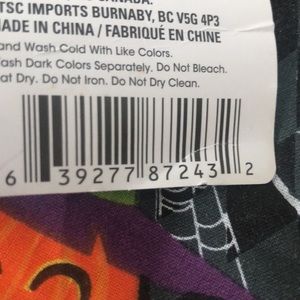 CANADA:
TSC IMPORTS BURNABY, BC V5G 4P3
MADE IN CHINA / FABRIQUÉ EN CHINE
and Wash Cold With Like Colors.
ash Dark Colors Separately. Do Not Bleach.
at Dry. Do Not Iron. Do Not Dry Clean.
6 39277 87243 2